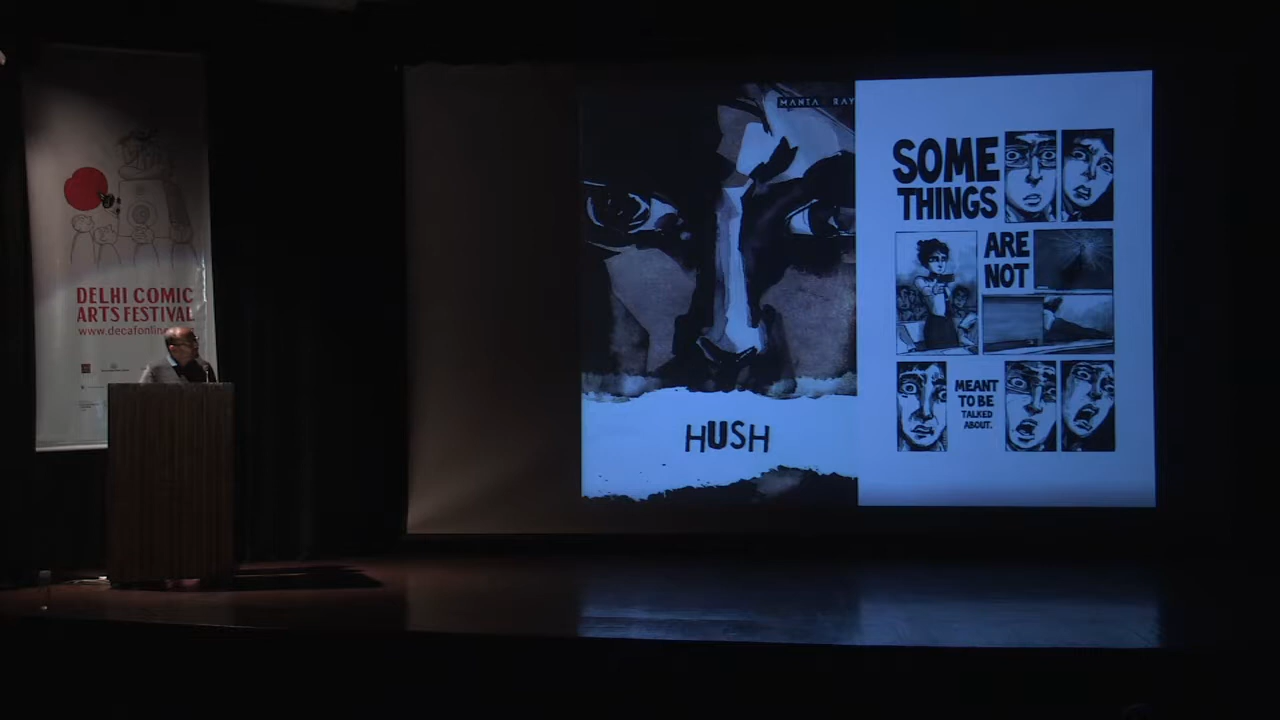 DELHI COMIC
ARTS FESTIVAL
MANTA RAY
HUSH
SOME
THINGS
ARE
NOT
MEANT
TO BE
TALKED
ABOUT.